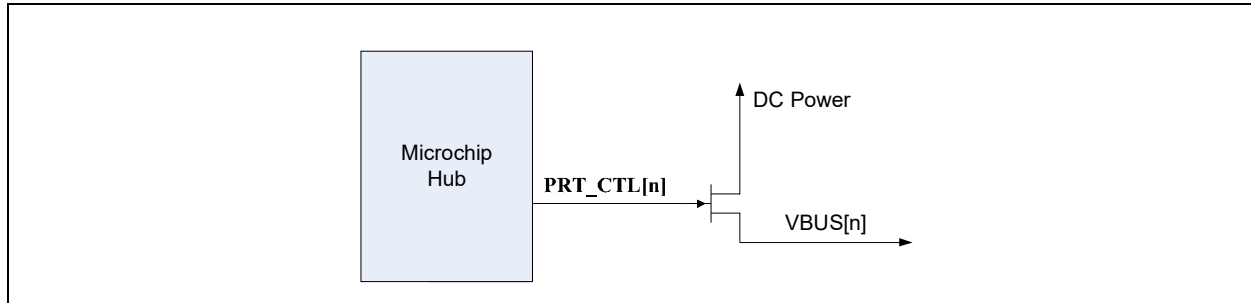 Microchip
Hub
PRT_CTL[n]
DC Power
VBUS[n]